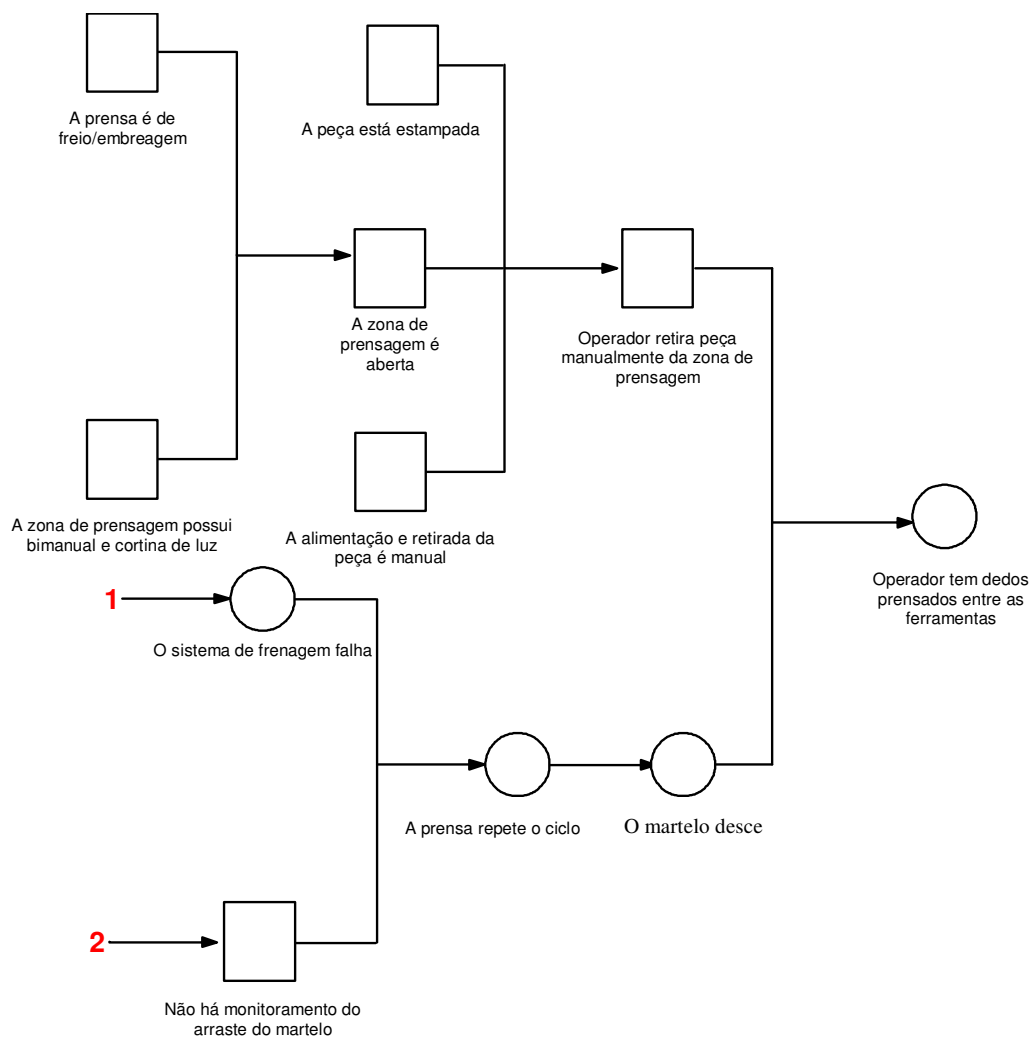 A prensa é de
freio/embreagem
A peça está estampada
A zona de
prensagem é
aberta
Operador retira peça
manualmente da zona de
prensagem
A zona de prensagem possui
bimanual e cortina de luz
A alimentação e retirada da
peça é manual
Operador tem dedos
prensados entre as
ferramentas
1
O sistema de frenagem falha
A prensa repete o ciclo
O martelo desce
2
Não há monitoramento do
arraste do martelo